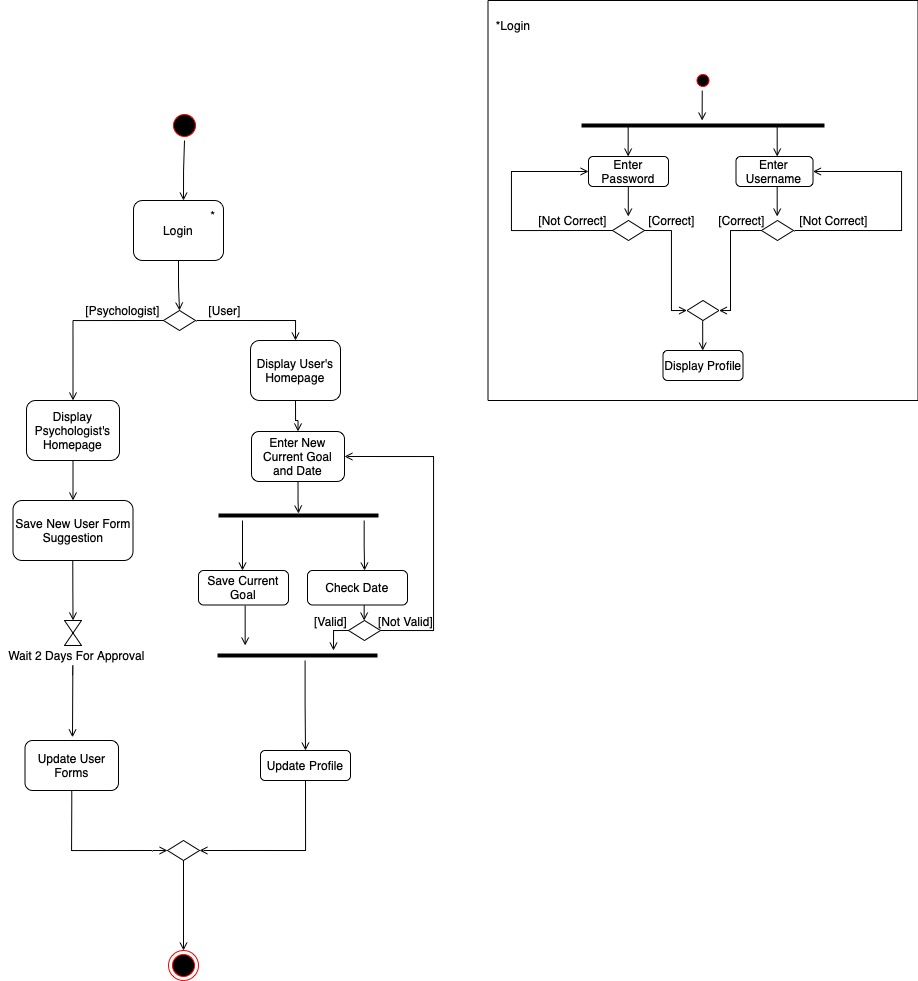 *Login
Enter
Password
Enter
Username
[Not Correct]
[Correct]
[Correct]
[Not Correct]
Display Profile
*
Login
[Psychologist]
[User]
Display User's
Homepage
Display
Psychologist's
Homepage
Enter New
Current Goal
and Date
Save New User Form
Suggestion
Save Current
Goal
Check Date
[Valid]
[Not Valid]
Wait 2 Days For Approval
Update User
Forms
Update Profile